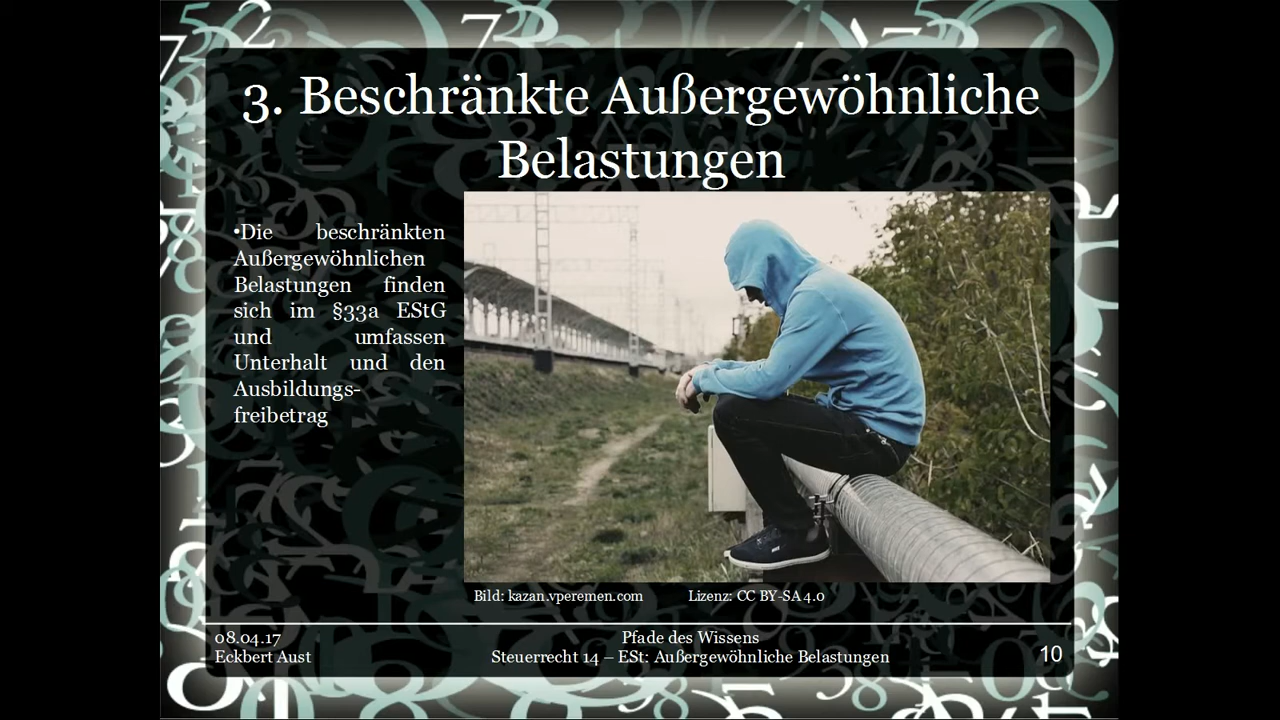 3. Beschränkte Außergewöhnliche
Belastungen
•Die beschränkten
Außergewöhnlichen
Belastungen finden
sich im §33a EStG
und umfassen
Unterhalt und den
Ausbildungs-
freibetrag
Bild: kazan.vperemen.com Lizenz: CC BY-SA 4.0
08.04.17
Eckbert Aust
Pfade des Wissens
Steuerrecht 14 – ESt: Außergewöhnliche Belastungen
10